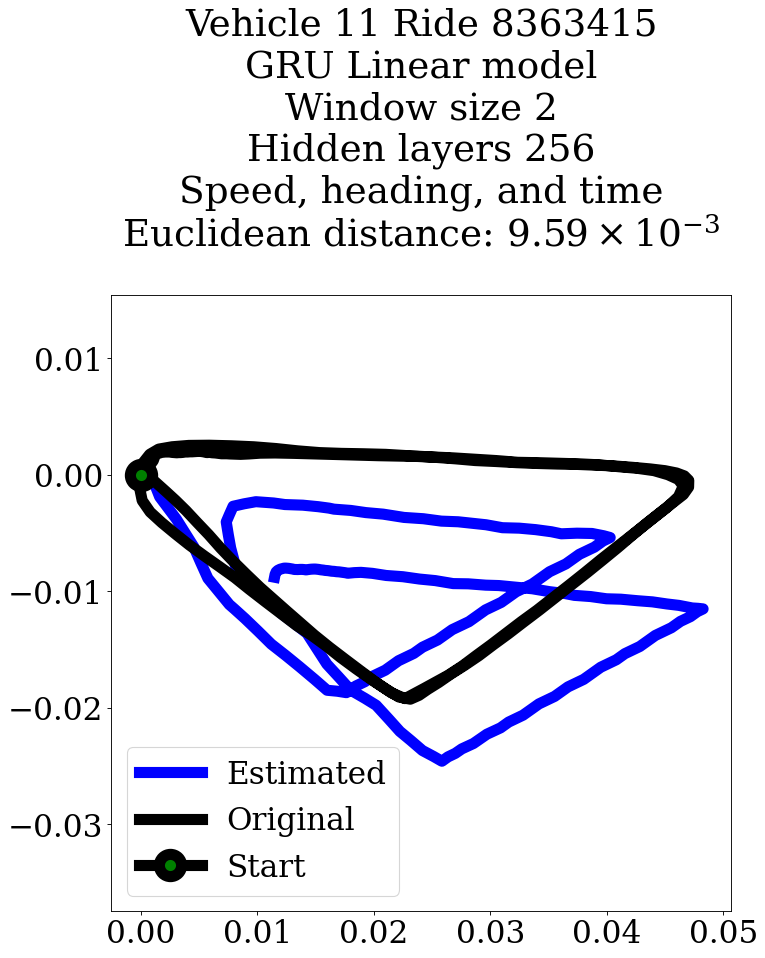 Vehicle 11 Ride 8363415
GRU Linear model
Window size 2
Hidden layers 256
Speed, heading, and time
Euclidean distance: 9.59 × 10⁻³
0.01
0.00
−0.01
−0.02
−0.03
Estimated
Original
Start
0.00 0.01 0.02 0.03 0.04 0.05